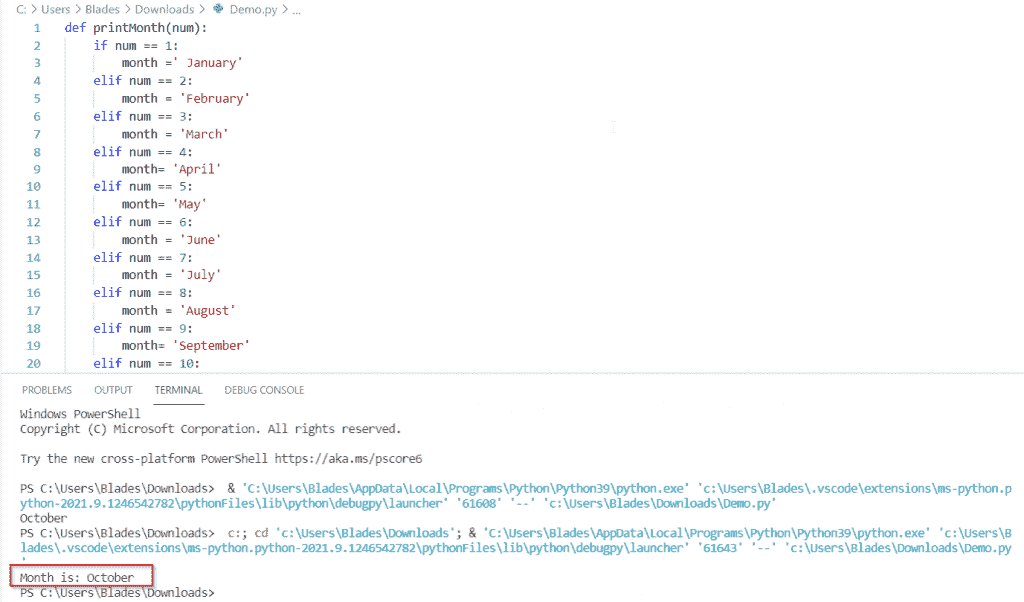 C: > Users > Blades > Downloads > Demo.py > ...
1 def printMonth(num):
2 if num == 1:
3 month =' January'
4 elif num == 2:
5 month = 'February'
6 elif num == 3:
7 month = 'March'
8 elif num == 4:
9 month= 'April'
10 elif num == 5:
11 month= 'May'
12 elif num == 6:
13 month = 'June'
14 elif num == 7:
15 month = 'July'
16 elif num == 8:
17 month = 'August'
18 elif num == 9:
19 month= 'September'
20 elif num == 10:
PROBLEMS OUTPUT TERMINAL DEBUG CONSOLE
Windows PowerShell
Copyright (C) Microsoft Corporation. All rights reserved.
Try the new cross-platform PowerShell https://aka.ms/pscore6
PS C:\Users\Blades\Downloads> & 'C:\Users\Blades\AppData\Local\Programs\Python\Python39\python.exe' 'c:\Users\Blades\.vscode\extensions\ms-python.p
ython-2021.9.1246542782\pythonFiles\lib\python\debugpy\launcher' '61608' '--' 'c:\Users\Blades\Downloads\Demo.py'
October
PS C:\Users\Blades\Downloads> c:; cd 'c:\Users\Blades\Downloads'; & 'C:\Users\Blades\AppData\Local\Programs\Python\Python39\python.exe' 'c:\Users\B
lades\.vscode\extensions\ms-python.python-2021.9.1246542782\pythonFiles\lib\python\debugpy\launcher' '61643' '--' 'c:\Users\Blades\Downloads\Demo.py
'
Month is: October
PS C:\Users\Blades\Downloads>